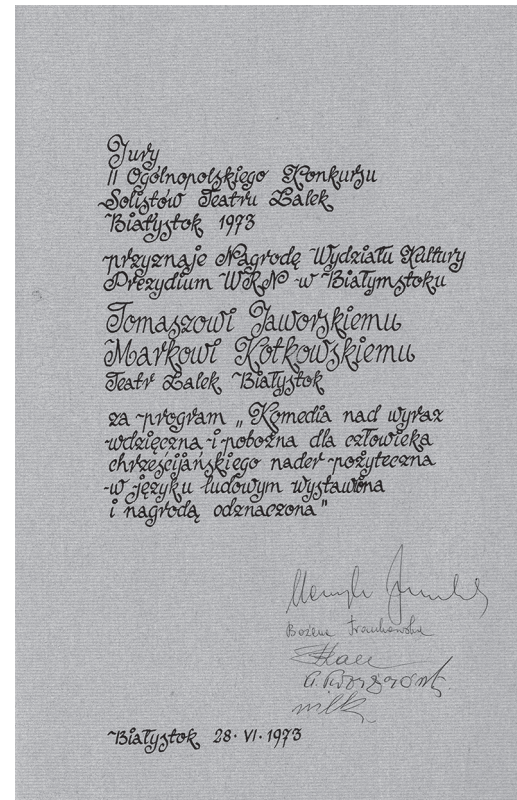 Jury
II Ogólnopolskiego Konkursu
Solistów Teatru Lalek
Białystok 1973
przyznaje Nagrodę Wydziału Kultury
Prezydium WRN w Białymstoku
Tomaszowi Jaworskiemu
Markowi Kotkowskiemu
Teatr Lalek Białystok
za program „Komedia nad wyraz
wdzięczna i pobożna dla człowieka
chrześcijańskiego nader pożyteczna
w języku ludowym wystawiona
i nagrodą odznaczona”
Henryk
Bożena Frankowska
Wilk
Białystok 28·VI·1973